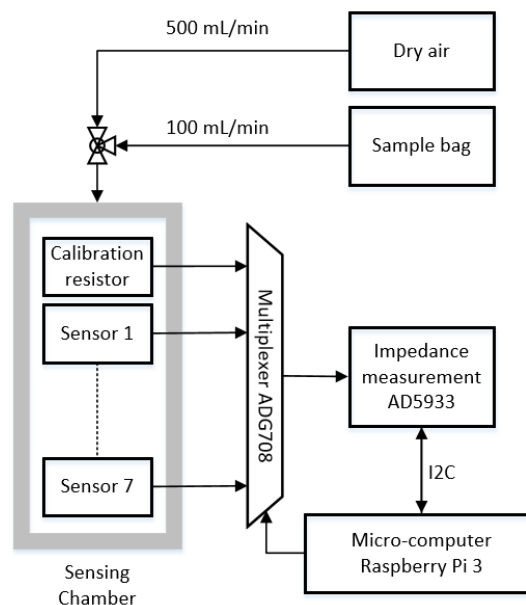 500 mL/min
Dry air
100 mL/min
Sample bag
Calibration
resistor
Sensor 1
Sensor 7
Sensing
Chamber
Multiplexer ADG708
Impedance
measurement
AD5933
I2C
Micro-computer
Raspberry Pi 3